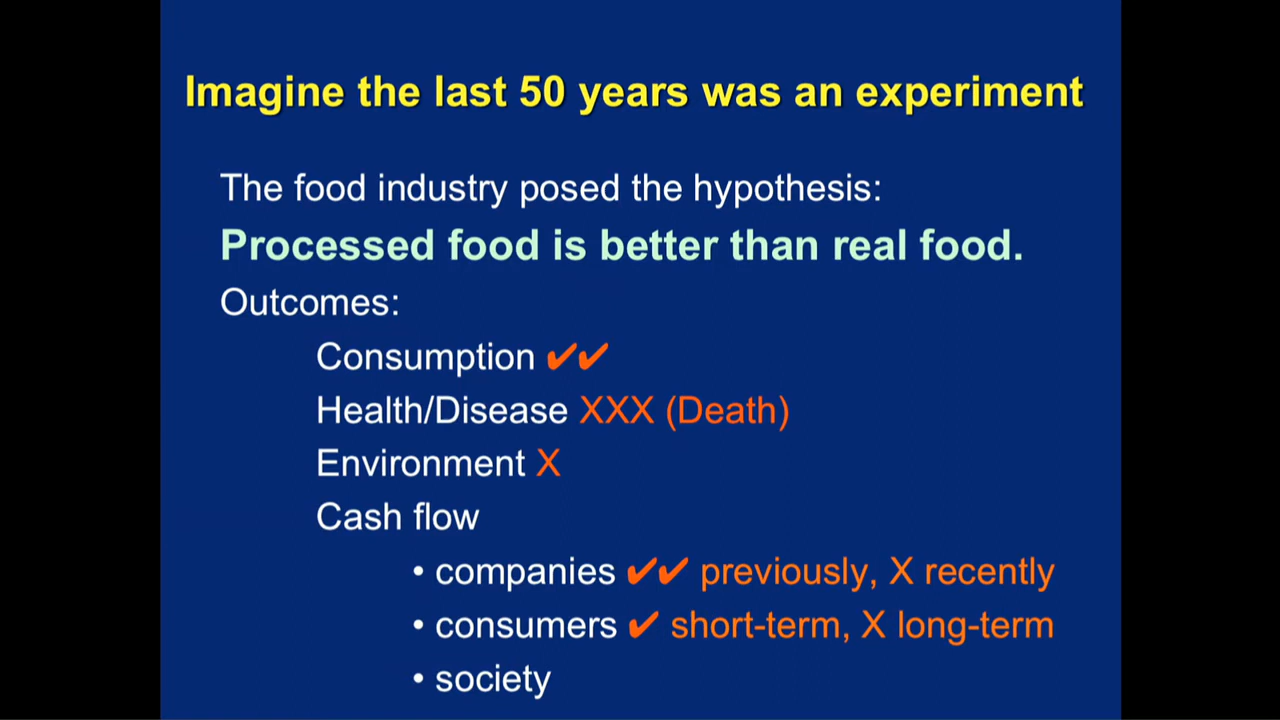 Imagine the last 50 years was an experiment
The food industry posed the hypothesis:
Processed food is better than real food.
Outcomes:
Consumption ✔✔
Health/Disease XXX (Death)
Environment X
Cash flow
• companies ✔✔ previously, X recently
• consumers ✔ short-term, X long-term
• society